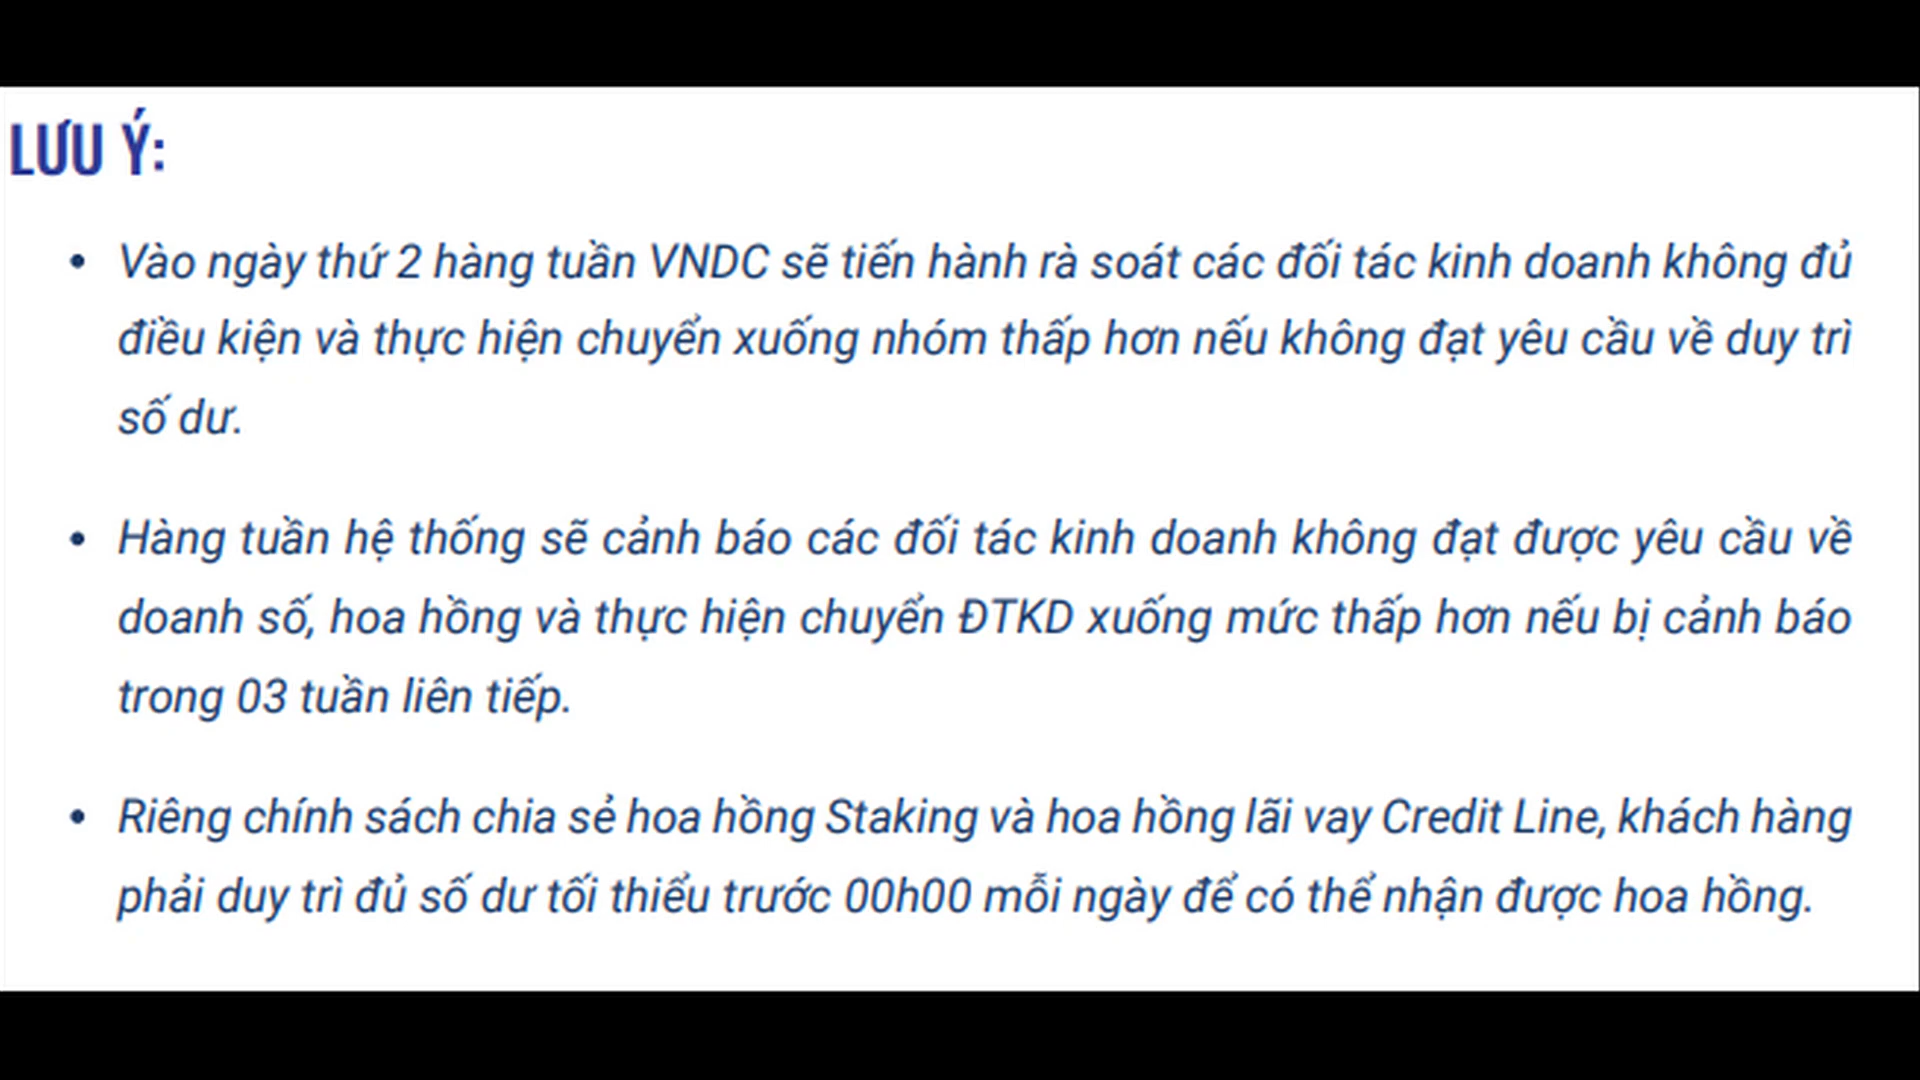 LƯU Ý:
• Vào ngày thứ 2 hàng tuần VNDC sẽ tiến hành rà soát các đối tác kinh doanh không đủ
điều kiện và thực hiện chuyển xuống nhóm thấp hơn nếu không đạt yêu cầu về duy trì
số dư.
• Hàng tuần hệ thống sẽ cảnh báo các đối tác kinh doanh không đạt được yêu cầu về
doanh số, hoa hồng và thực hiện chuyển ĐTKD xuống mức thấp hơn nếu bị cảnh báo
trong 03 tuần liên tiếp.
• Riêng chính sách chia sẻ hoa hồng Staking và hoa hồng lãi vay Credit Line, khách hàng
phải duy trì đủ số dư tối thiểu trước 00h00 mỗi ngày để có thể nhận được hoa hồng.